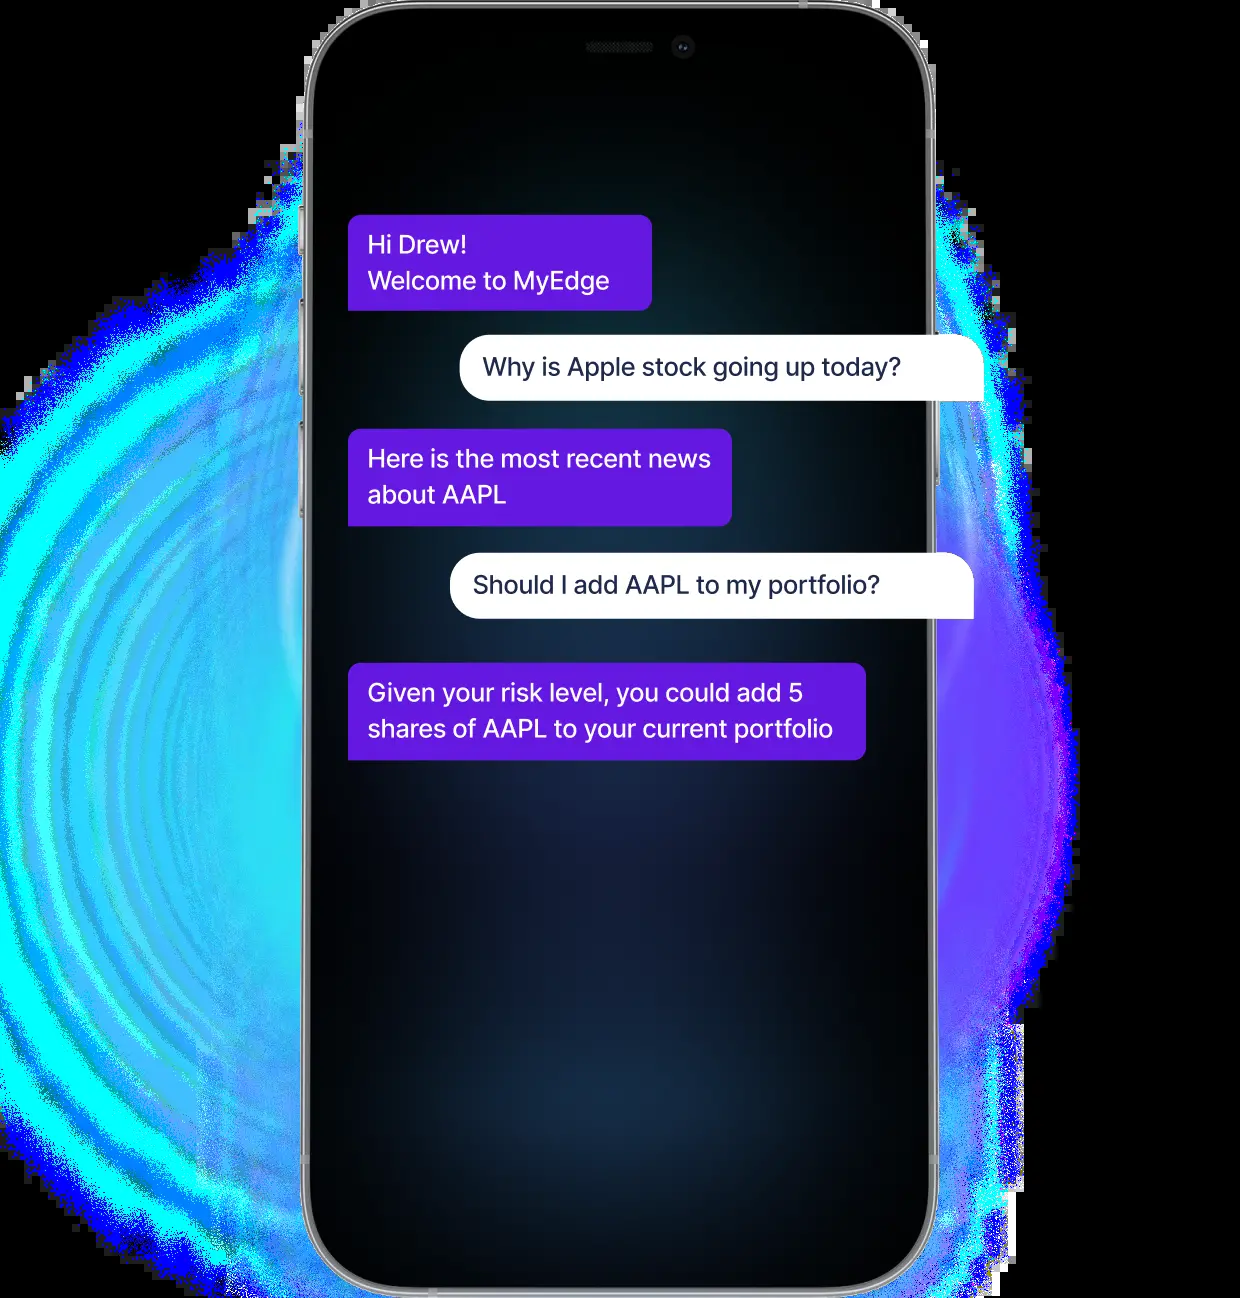 Hi Drew!
Welcome to MyEdge
Why is Apple stock going up today?
Here is the most recent news
about AAPL
Should I add AAPL to my portfolio?
Given your risk level, you could add 5
shares of AAPL to your current portfolio